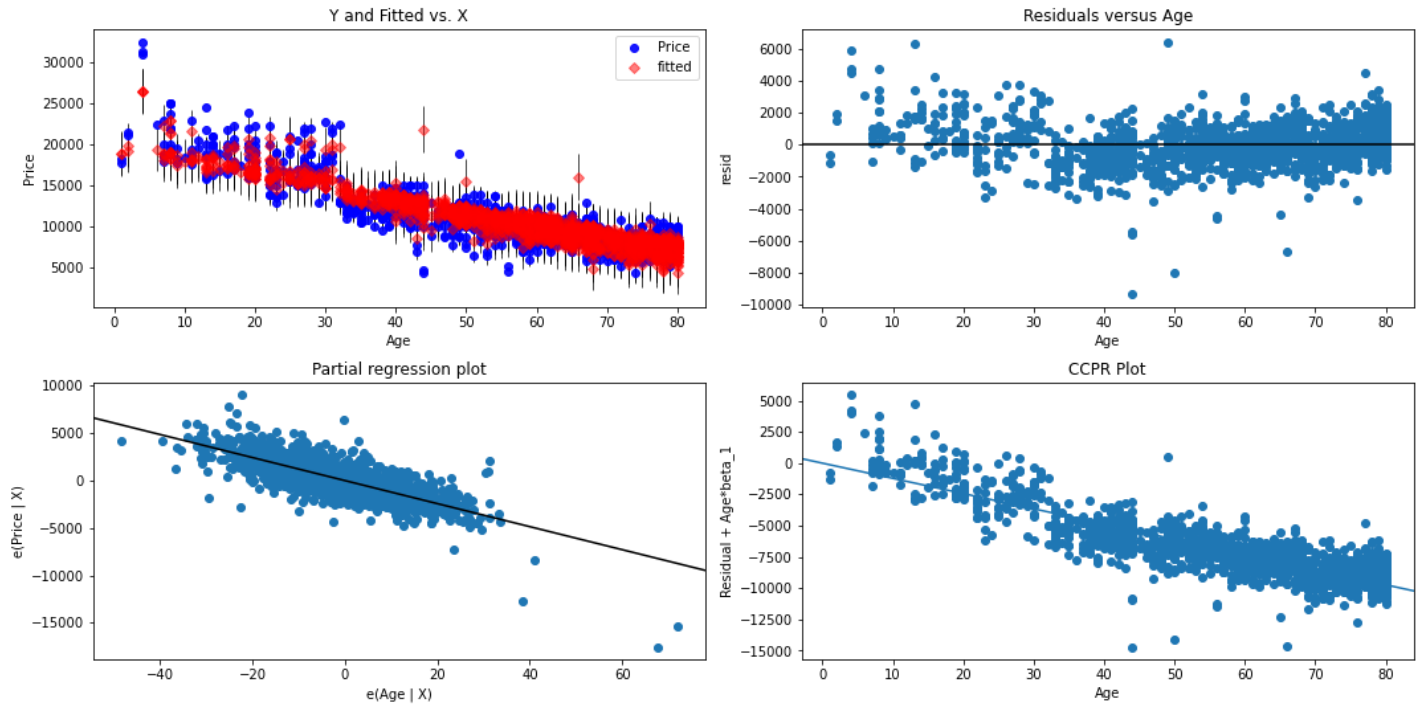 Y and Fitted vs. X
Price
fitted
30000
25000
20000
15000
10000
5000
Price
0 10 20 30 40 50 60 70 80
Age
Residuals versus Age
6000
4000
2000
0
−2000
−4000
−6000
−8000
−10000
resid
0 10 20 30 40 50 60 70 80
Age
Partial regression plot
10000
5000
0
−5000
−10000
−15000
e(Price | X)
−40 −20 0 20 40 60
e(Age | X)
CCPR Plot
5000
2500
0
−2500
−5000
−7500
−10000
−12500
−15000
Residual + Age*beta_1
0 10 20 30 40 50 60 70 80
Age